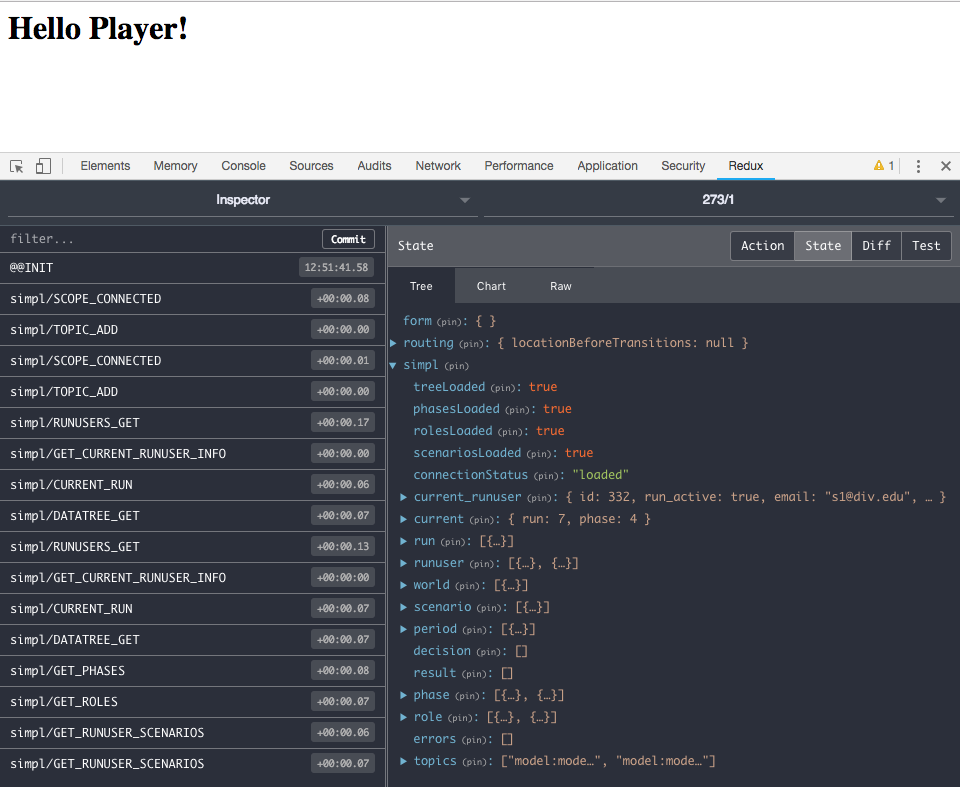 Hello Player!
Elements Memory Console Sources Audits Network Performance Application Security Redux 1
Inspector 273/1
filter... Commit
@@INIT 12:51:41.58
simpl/SCOPE_CONNECTED +00:00.08
simpl/TOPIC_ADD +00:00.00
simpl/SCOPE_CONNECTED +00:00.01
simpl/TOPIC_ADD +00:00.00
simpl/RUNUSERS_GET +00:00.17
simpl/GET_CURRENT_RUNUSER_INFO +00:00.00
simpl/CURRENT_RUN +00:00.06
simpl/DATATREE_GET +00:00.07
simpl/RUNUSERS_GET +00:00.13
simpl/GET_CURRENT_RUNUSER_INFO +00:00:00
simpl/CURRENT_RUN +00:00.07
simpl/DATATREE_GET +00:00.07
simpl/GET_PHASES +00:00.08
simpl/GET_ROLES +00:00.07
simpl/GET_RUNUSER_SCENARIOS +00:00.06
simpl/GET_RUNUSER_SCENARIOS +00:00.07
State Action State Diff Test
Tree Chart Raw
form (pin): { }
routing (pin): { locationBeforeTransitions: null }
simpl (pin)
treeLoaded (pin): true
phasesLoaded (pin): true
rolesLoaded (pin): true
scenariosLoaded (pin): true
connectionStatus (pin): "loaded"
current_runuser (pin): { id: 332, run_active: true, email: "s1@div.edu", … }
current (pin): { run: 7, phase: 4 }
run (pin): [{…}]
runuser (pin): [{…}, {…}]
world (pin): [{…}]
scenario (pin): [{…}]
period (pin): [{…}]
decision (pin): []
result (pin): []
phase (pin): [{…}, {…}]
role (pin): [{…}, {…}]
errors (pin): []
topics (pin): ["model:mode…", "model:mode…"]